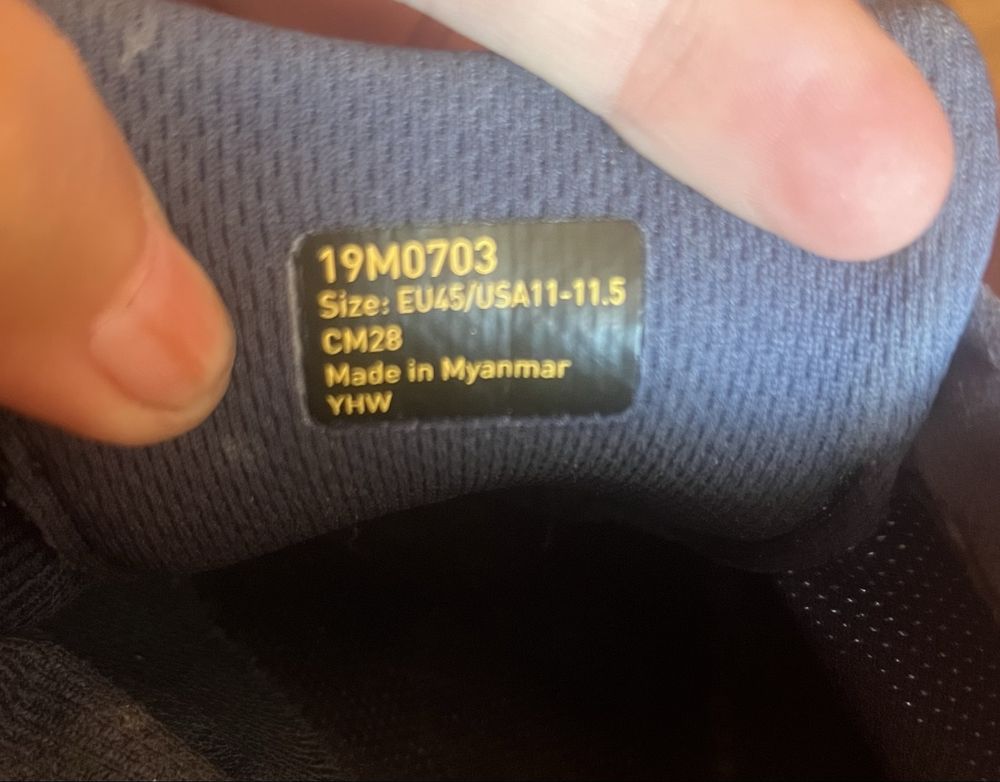 19M0703
Size: EU45/USA11-11.5
CM28
Made in Myanmar
YHW